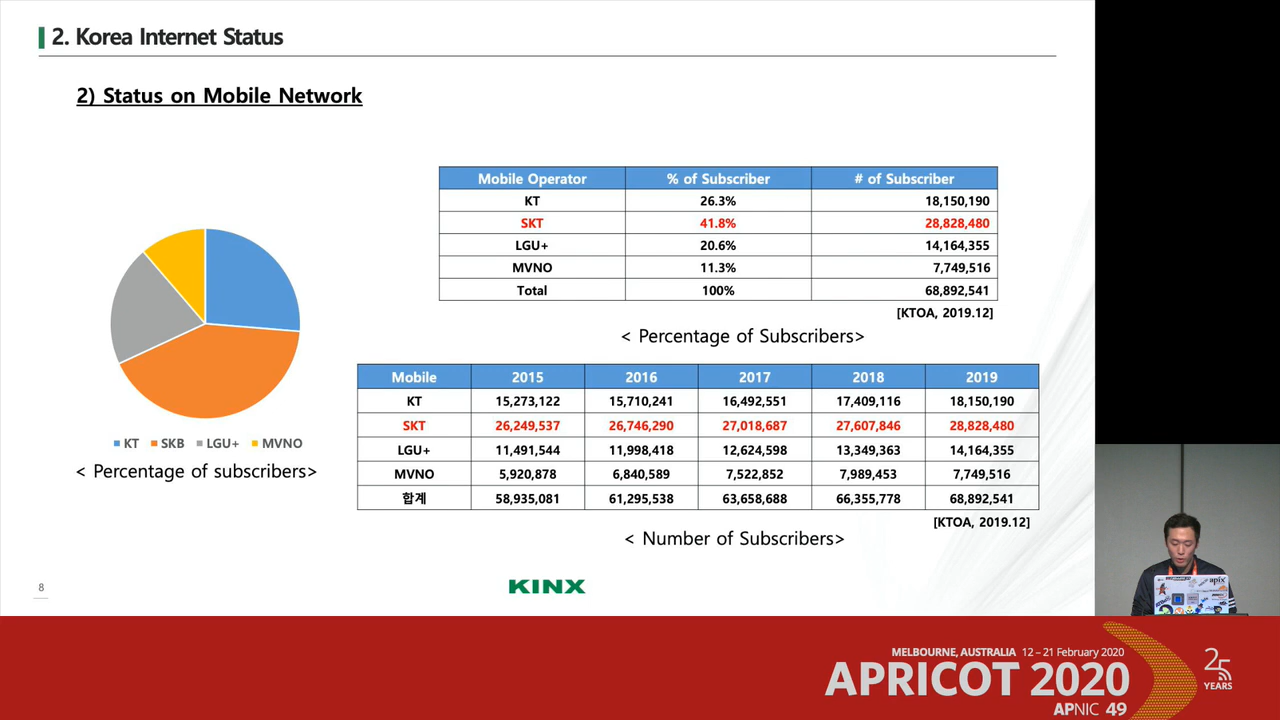 2. Korea Internet Status
2) Status on Mobile Network
Mobile Operator % of Subscriber # of Subscriber
KT 26.3% 18,150,190
SKT 41.8% 28,828,480
LGU+ 20.6% 14,164,355
MVNO 11.3% 7,749,516
Total 100% 68,892,541
[KTOA, 2019.12]
< Percentage of Subscribers>
KT SKB LGU+ MVNO
< Percentage of subscribers>
Mobile 2015 2016 2017 2018 2019
KT 15,273,122 15,710,241 16,492,551 17,409,116 18,150,190
SKT 26,249,537 26,746,290 27,018,687 27,607,846 28,828,480
LGU+ 11,491,544 11,998,418 12,624,598 13,349,363 14,164,355
MVNO 5,920,878 6,840,589 7,522,852 7,989,453 7,749,516
합계 58,935,081 61,295,538 63,658,688 66,355,778 68,892,541
[KTOA, 2019.12]
< Number of Subscribers>
8
KINX
apix
MELBOURNE, AUSTRALIA 12 – 21 February 2020
APRICOT 2020
APNIC 49
25
YEARS